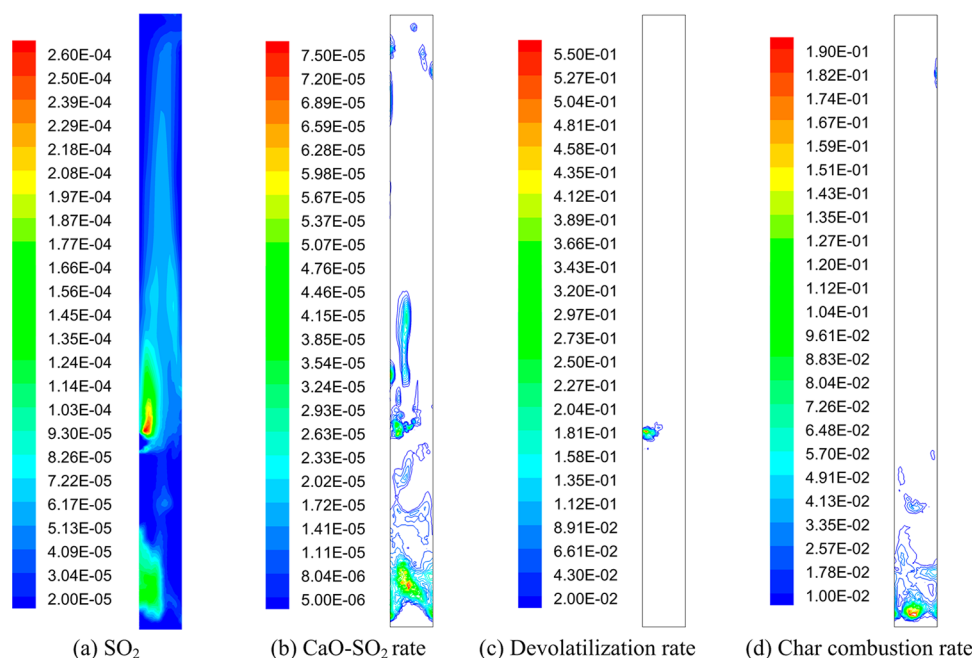 2.60E-04
2.50E-04
2.39E-04
2.29E-04
2.18E-04
2.08E-04
1.97E-04
1.87E-04
1.77E-04
1.66E-04
1.56E-04
1.45E-04
1.35E-04
1.24E-04
1.14E-04
1.03E-04
9.30E-05
8.26E-05
7.22E-05
6.17E-05
5.13E-05
4.09E-05
3.04E-05
2.00E-05
(a) SO₂
7.50E-05
7.20E-05
6.89E-05
6.59E-05
6.28E-05
5.98E-05
5.67E-05
5.37E-05
5.07E-05
4.76E-05
4.46E-05
4.15E-05
3.85E-05
3.54E-05
3.24E-05
2.93E-05
2.63E-05
2.33E-05
2.02E-05
1.72E-05
1.41E-05
1.11E-05
8.04E-06
5.00E-06
(b) CaO-SO₂ rate
5.50E-01
5.27E-01
5.04E-01
4.81E-01
4.58E-01
4.35E-01
4.12E-01
3.89E-01
3.66E-01
3.43E-01
3.20E-01
2.97E-01
2.73E-01
2.50E-01
2.27E-01
2.04E-01
1.81E-01
1.58E-01
1.35E-01
1.12E-01
8.91E-02
6.61E-02
4.30E-02
2.00E-02
(c) Devolatilization rate
1.90E-01
1.82E-01
1.74E-01
1.67E-01
1.59E-01
1.51E-01
1.43E-01
1.35E-01
1.27E-01
1.20E-01
1.12E-01
1.04E-01
9.61E-02
8.83E-02
8.04E-02
7.26E-02
6.48E-02
5.70E-02
4.91E-02
4.13E-02
3.35E-02
2.57E-02
1.78E-02
1.00E-02
(d) Char combustion rate